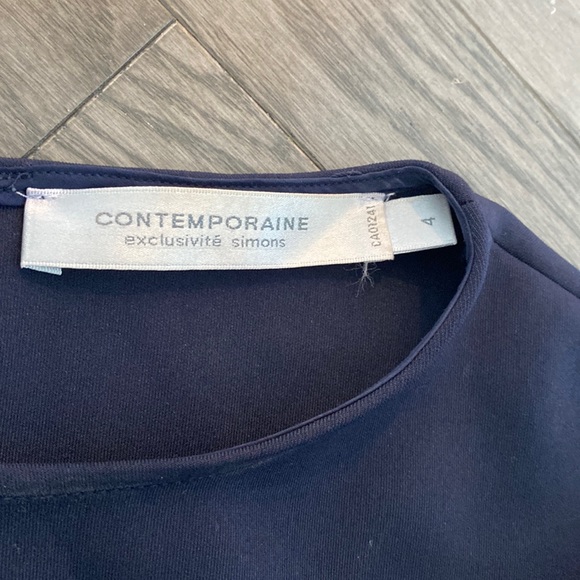 CONTEMPORAINE
exclusivité simons
CA01241
4